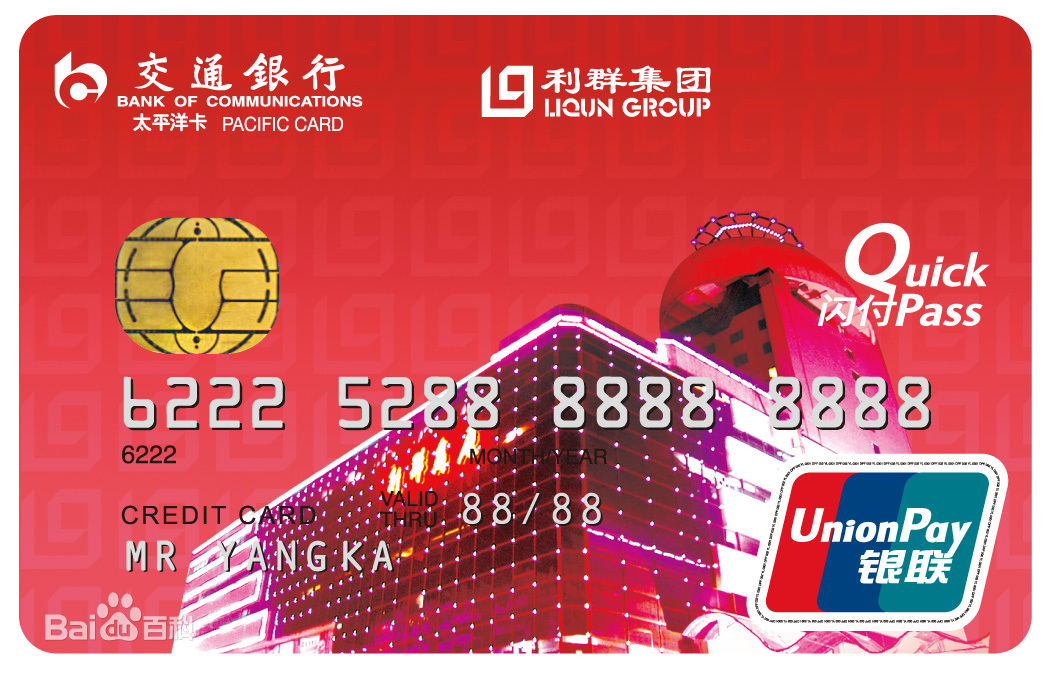 交通銀行
BANK OF COMMUNICATIONS
太平洋卡 PACIFIC CARD
利群集团
LIQUN GROUP
Quick
闪付Pass
6222 5288 8888 8888
6222
MONTH/YEAR
CREDIT CARD
VALID
THRU
88/88
MR YANGKA
UnionPay
银联
Bai百科